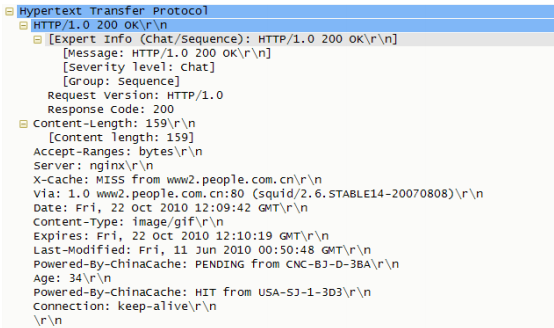 Hypertext Transfer Protocol
HTTP/1.0 200 OK\r\n
[Expert Info (Chat/Sequence): HTTP/1.0 200 OK\r\n]
[Message: HTTP/1.0 200 OK\r\n]
[Severity level: Chat]
[Group: Sequence]
Request Version: HTTP/1.0
Response Code: 200
Content-Length: 159\r\n
[Content length: 159]
Accept-Ranges: bytes\r\n
Server: nginx\r\n
X-Cache: MISS from www2.people.com.cn\r\n
Via: 1.0 www2.people.com.cn:80 (squid/2.6.STABLE14-20070808)\r\n
Date: Fri, 22 Oct 2010 12:09:42 GMT\r\n
Content-Type: image/gif\r\n
Expires: Fri, 22 Oct 2010 12:10:19 GMT\r\n
Last-Modified: Fri, 11 Jun 2010 00:50:48 GMT\r\n
Powered-By-ChinaCache: PENDING from CNC-BJ-D-3BA\r\n
Age: 34\r\n
Powered-By-ChinaCache: HIT from USA-SJ-1-3D3\r\n
Connection: keep-alive\r\n
\r\n